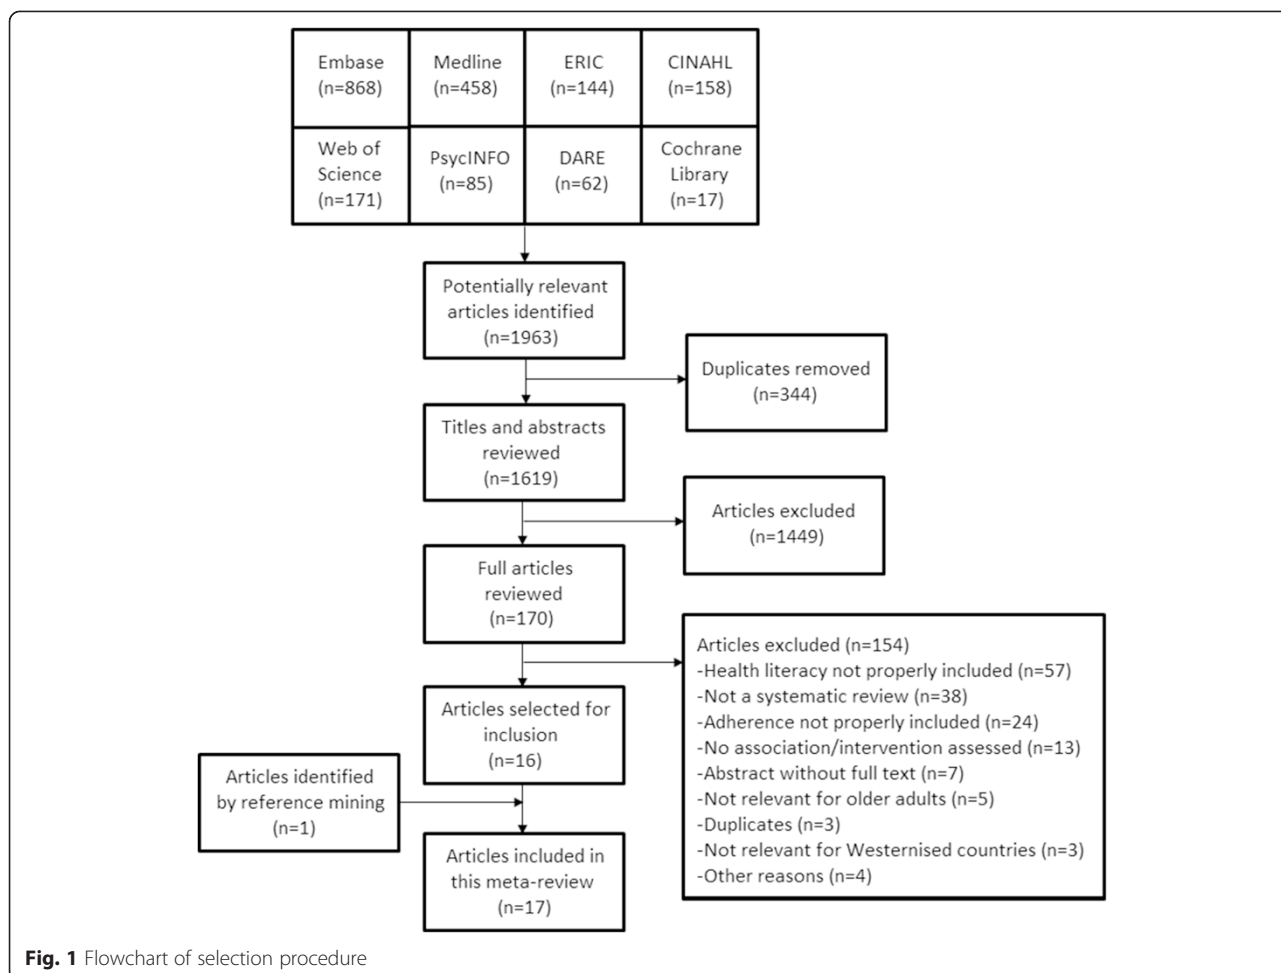 Embase
(n=868)
Medline
(n=458)
ERIC
(n=144)
CINAHL
(n=158)
Web of
Science
(n=171)
PsycINFO
(n=85)
DARE
(n=62)
Cochrane
Library
(n=17)
Potentially relevant
articles identified
(n=1963)
Duplicates removed
(n=344)
Titles and abstracts
reviewed
(n=1619)
Articles excluded
(n=1449)
Full articles
reviewed
(n=170)
Articles excluded (n=154)
-Health literacy not properly included (n=57)
-Not a systematic review (n=38)
-Adherence not properly included (n=24)
-No association/intervention assessed (n=13)
-Abstract without full text (n=7)
-Not relevant for older adults (n=5)
-Duplicates (n=3)
-Not relevant for Westernised countries (n=3)
-Other reasons (n=4)
Articles selected for
inclusion
(n=16)
Articles identified
by reference mining
(n=1)
Articles included in
this meta-review
(n=17)
Fig. 1 Flowchart of selection procedure